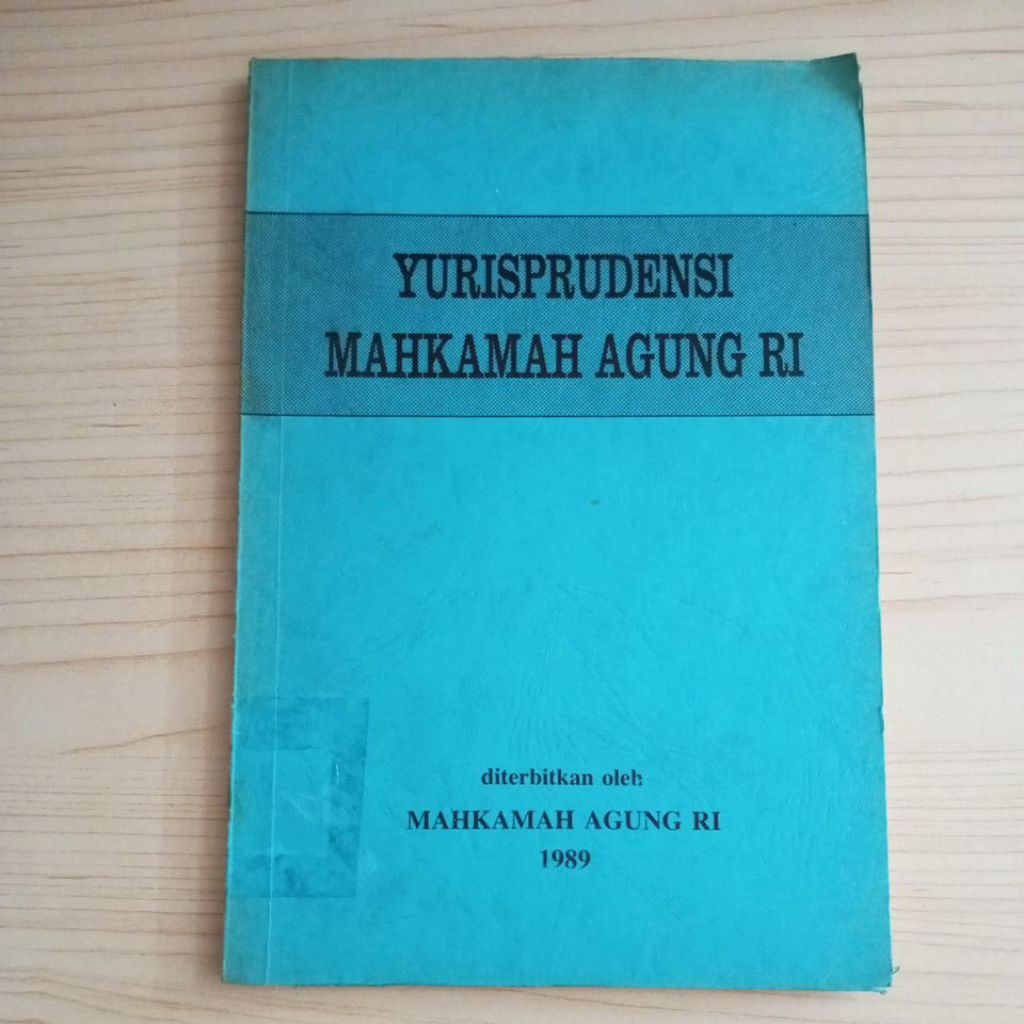 YURISPRUDENSI
MAHKAMAH AGUNG RI
diterbitkan oleh
MAHKAMAH AGUNG RI
1989